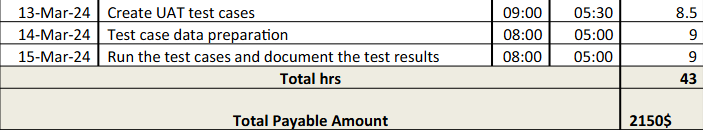 13-Mar-24 Create UAT test cases 09:00 05:30 8.5
14-Mar-24 Test case data preparation 08:00 05:00 9
15-Mar-24 Run the test cases and document the test results 08:00 05:00 9
Total hrs 43
Total Payable Amount 2150$